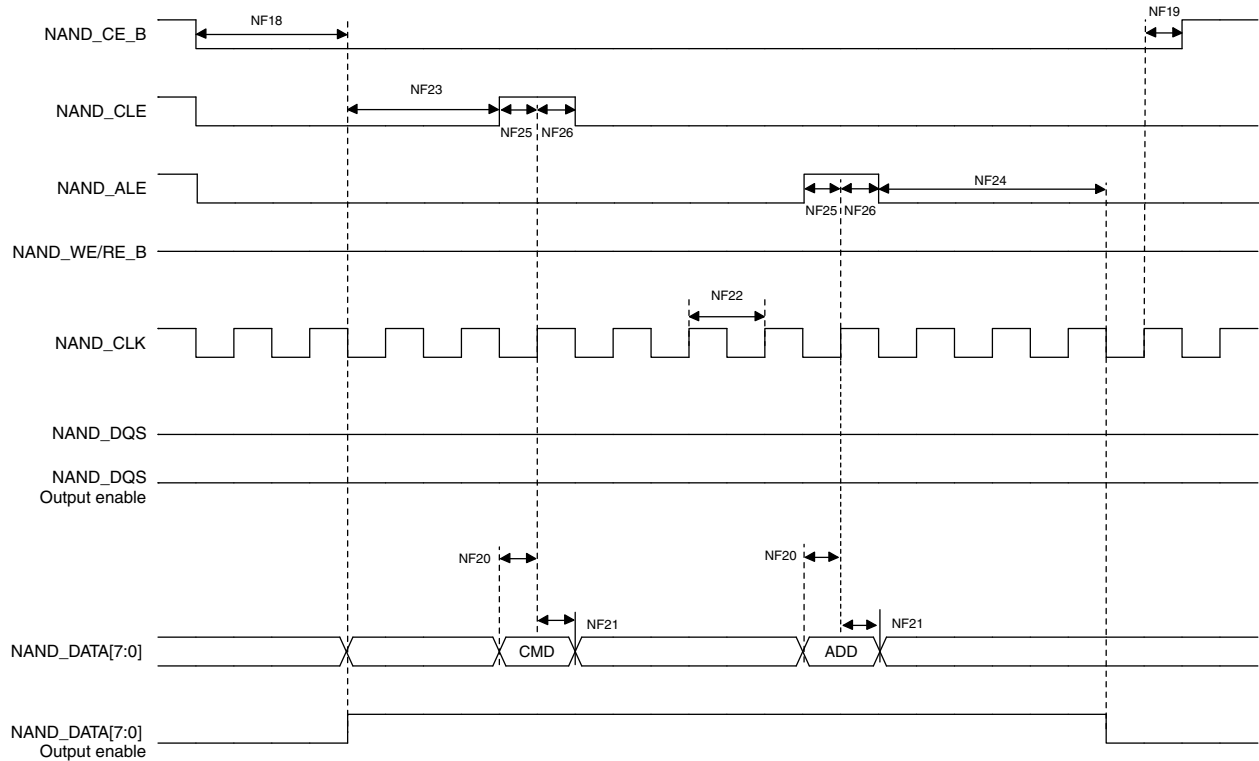 NF18
NF19
NAND_CE_B
NF23
NAND_CLE
NF25
NF26
NF24
NAND_ALE
NF25
NF26
NAND_WE/RE_B
NF22
NAND_CLK
NAND_DQS
NAND_DQS
Output enable
NF20
NF20
NF21
NF21
NAND_DATA[7:0]
CMD
ADD
NAND_DATA[7:0]
Output enable